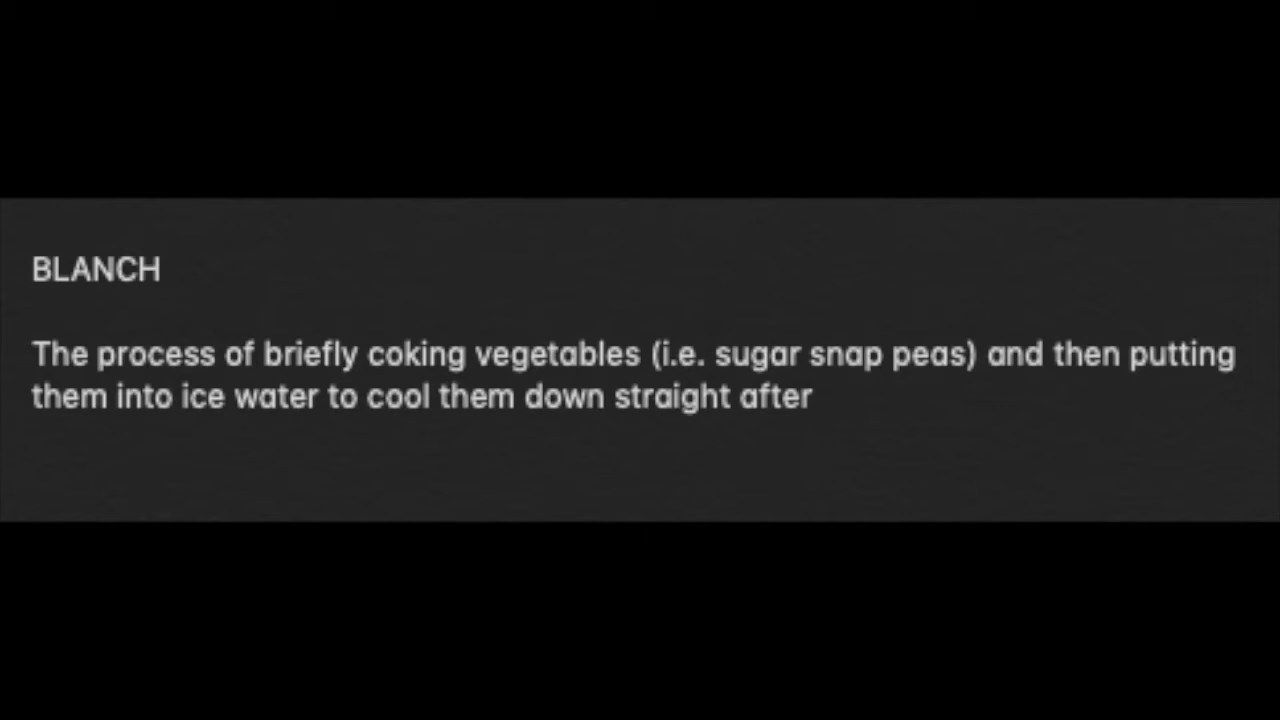 BLANCH
The process of briefly coking vegetables (i.e. sugar snap peas) and then putting
them into ice water to cool them down straight after